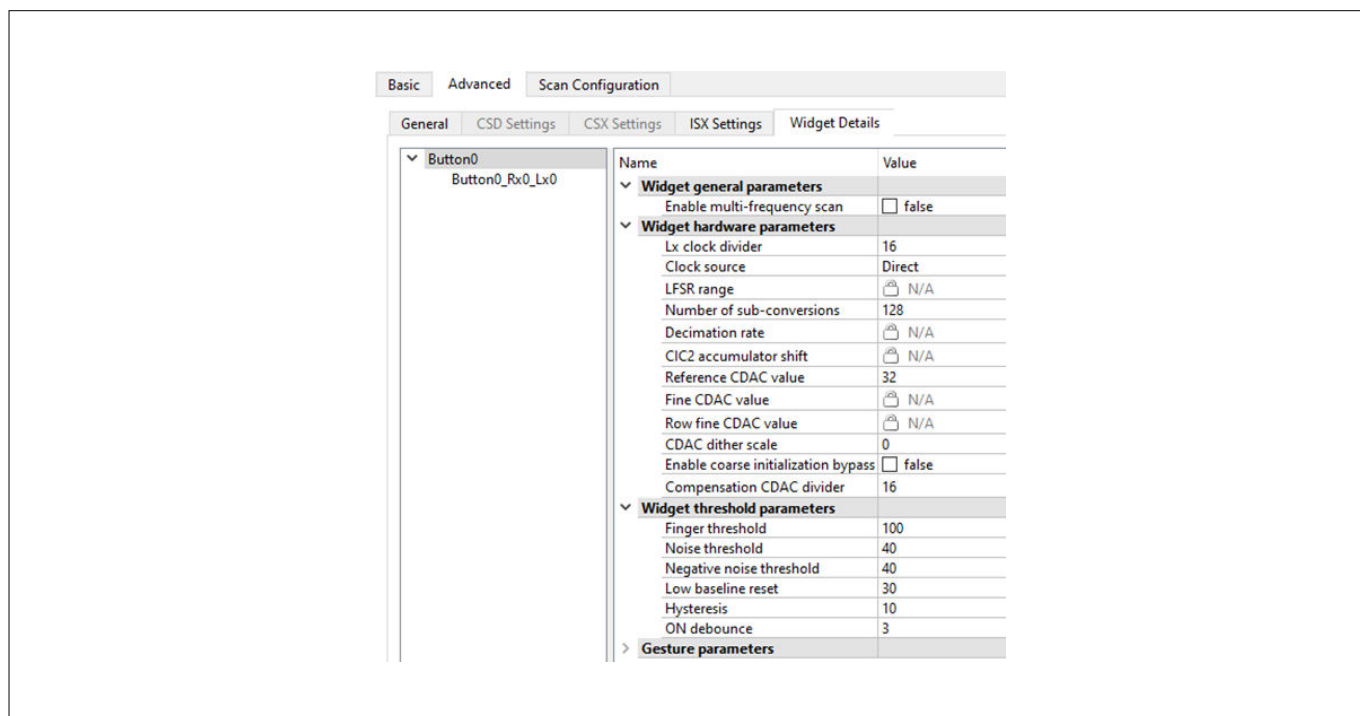 Basic Advanced Scan Configuration
General CSD Settings CSX Settings ISX Settings Widget Details
Button0
Button0_Rx0_Lx0
Name Value
Widget general parameters
Enable multi-frequency scan false
Widget hardware parameters
Lx clock divider 16
Clock source Direct
LFSR range N/A
Number of sub-conversions 128
Decimation rate N/A
CIC2 accumulator shift N/A
Reference CDAC value 32
Fine CDAC value N/A
Row fine CDAC value N/A
CDAC dither scale 0
Enable coarse initialization bypass false
Compensation CDAC divider 16
Widget threshold parameters
Finger threshold 100
Noise threshold 40
Negative noise threshold 40
Low baseline reset 30
Hysteresis 10
ON debounce 3
Gesture parameters